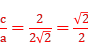 c/a = 2/(2√2) = √2/2